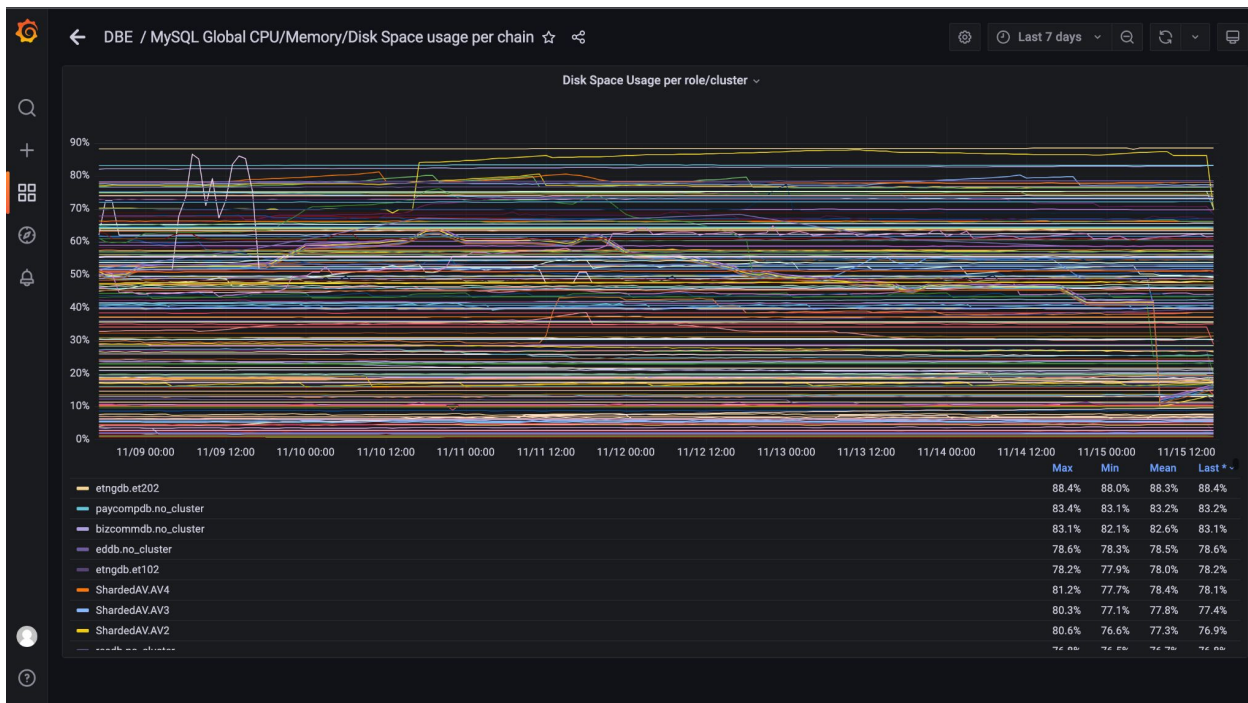 DBE / MySQL Global CPU/Memory/Disk Space usage per chain
Last 7 days
Disk Space Usage per role/cluster
90%
80%
70%
60%
50%
40%
30%
20%
10%
0%
11/09 00:00 11/09 12:00 11/10 00:00 11/10 12:00 11/11 00:00 11/11 12:00 11/12 00:00 11/12 12:00 11/13 00:00 11/13 12:00 11/14 00:00 11/14 12:00 11/15 00:00 11/15 12:00
Max Min Mean Last *
etngdb.et202 88.4% 88.0% 88.3% 88.4%
paycompdb.no_cluster 83.4% 83.1% 83.2% 83.2%
bizcommdb.no_cluster 83.1% 82.1% 82.6% 83.1%
eddb.no_cluster 78.6% 78.3% 78.5% 78.6%
etngdb.et102 78.2% 77.9% 78.0% 78.2%
ShardedAV.AV4 81.2% 77.7% 78.4% 78.1%
ShardedAV.AV3 80.3% 77.1% 77.8% 77.4%
ShardedAV.AV2 80.6% 76.6% 77.3% 76.9%